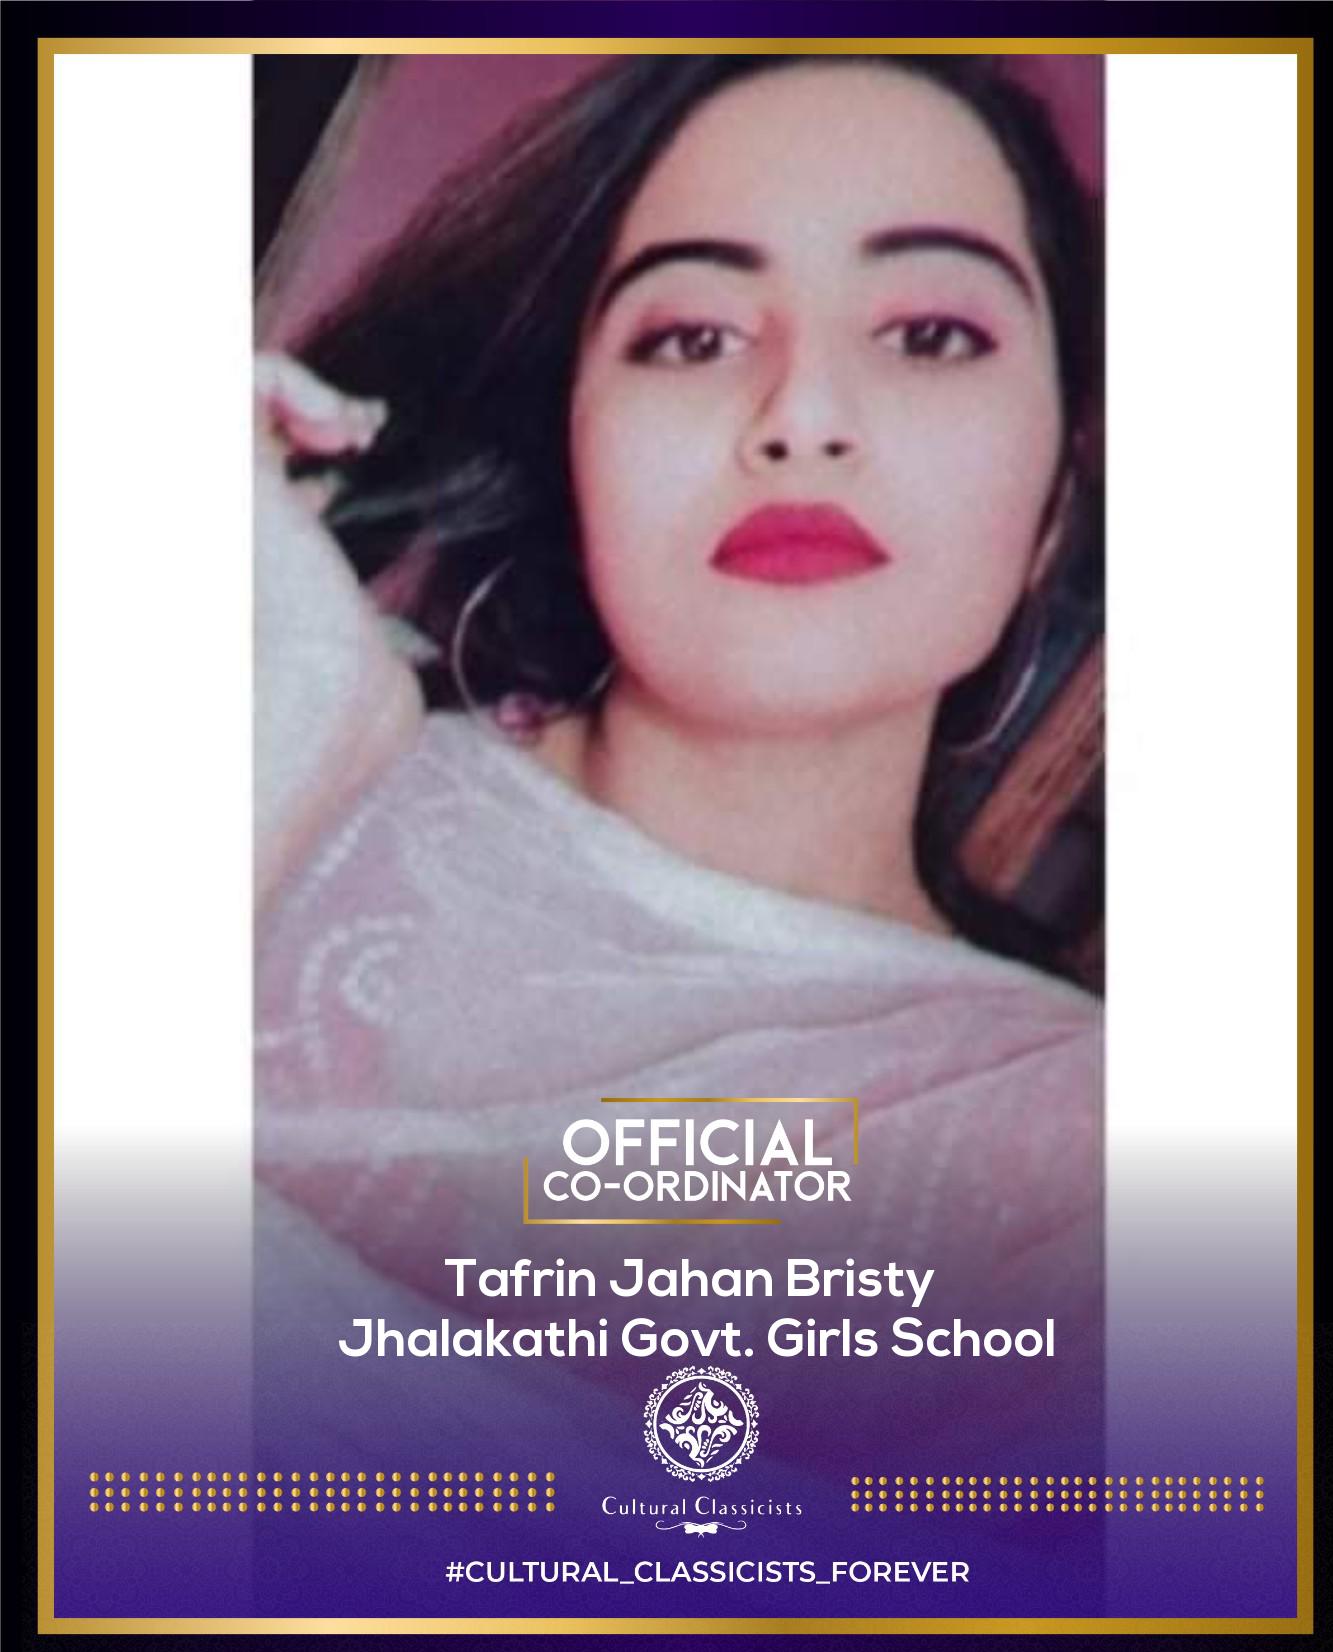 OFFICIAL
CO-ORDINATOR
Tafrin Jahan Bristy
Jhalakathi Govt. Girls School
Cultural Classicists
#CULTURAL_CLASSICISTS_FOREVER